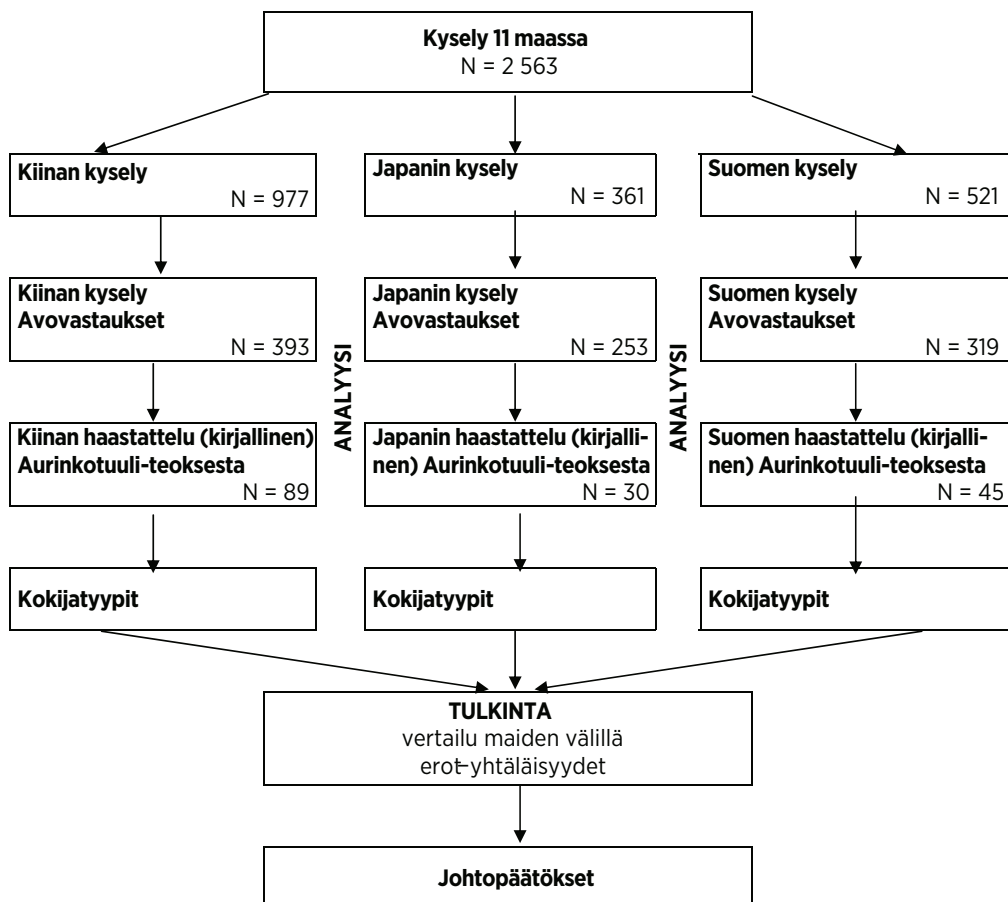 Kysely 11 maassa
N = 2 563
Kiinan kysely
N = 977
Japanin kysely
N = 361
Suomen kysely
N = 521
Kiinan kysely
Avovastaukset
N = 393
Japanin kysely
Avovastaukset
N = 253
Suomen kysely
Avovastaukset
N = 319
ANALYYSI
ANALYYSI
Kiinan haastattelu (kirjallinen)
Aurinkotuuli-teoksesta
N = 89
Japanin haastattelu (kirjalli-
nen) Aurinkotuuli-teoksesta
N = 30
Suomen haastattelu (kirjalli-
nen) Aurinkotuuli-teoksesta
N = 45
Kokijatyypit
Kokijatyypit
Kokijatyypit
TULKINTA
vertailu maiden välillä
erot–yhtäläisyydet
Johtopäätökset